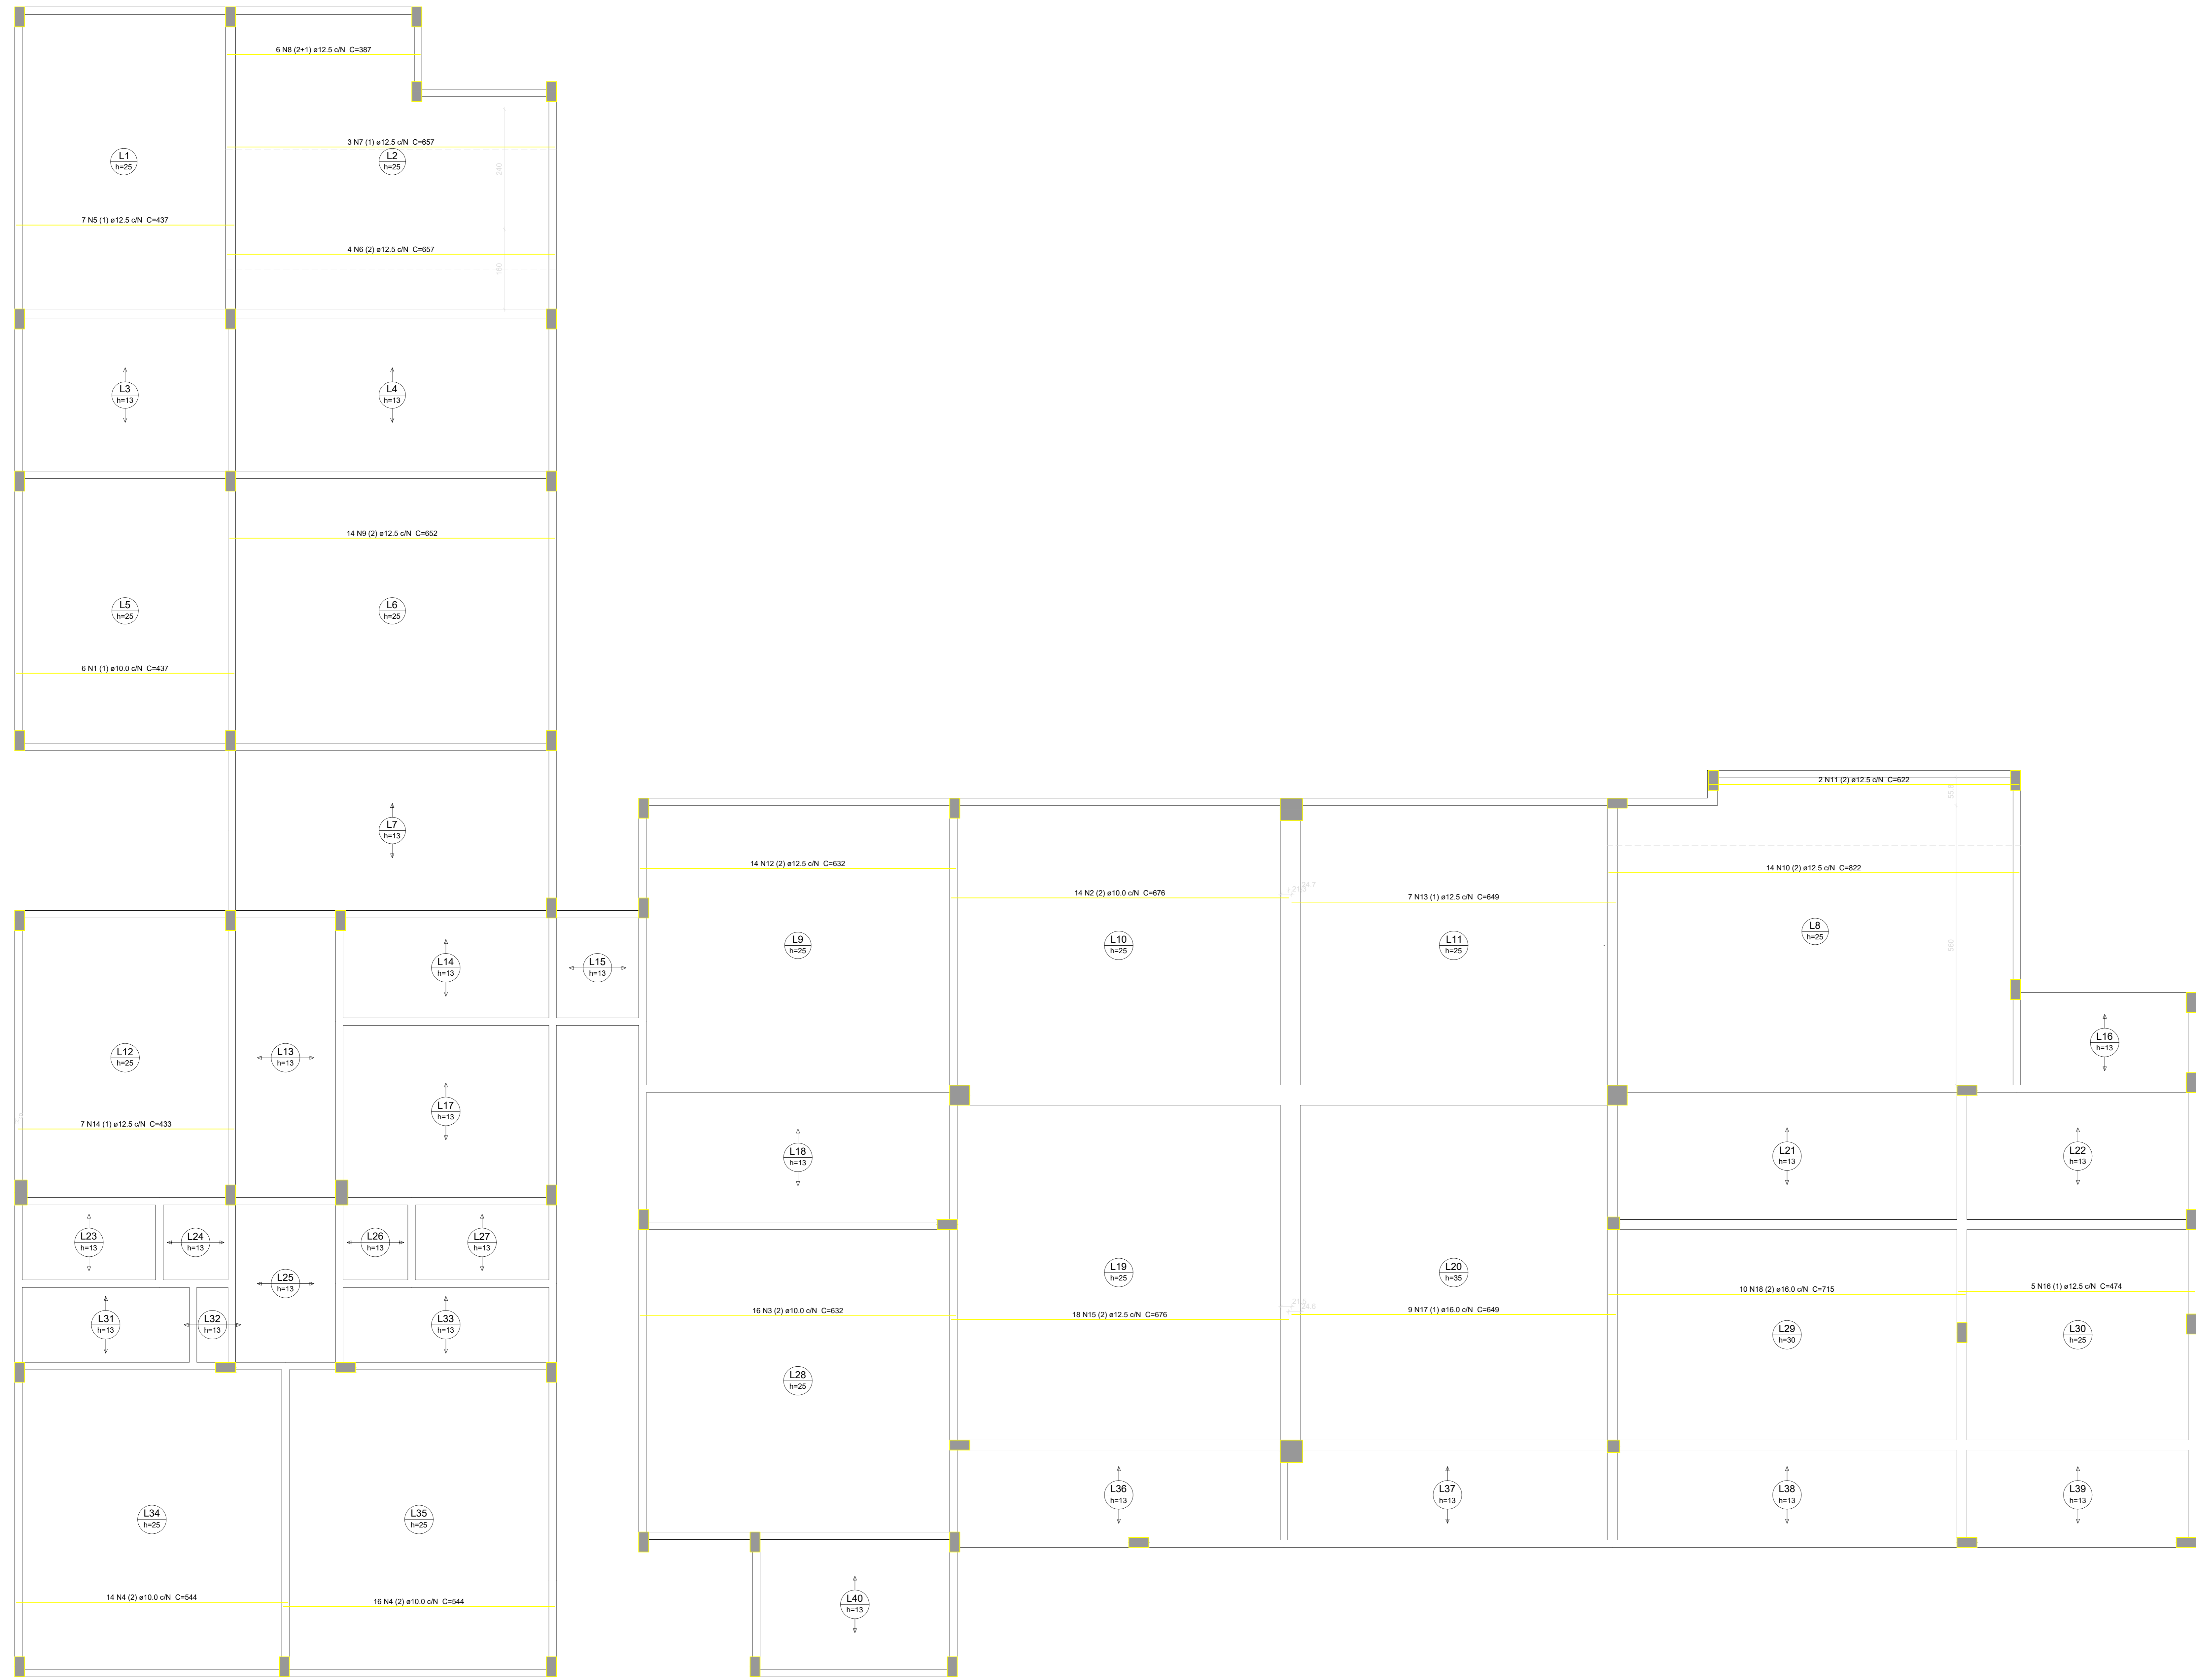 6 N8 (2+1) ø12.5 c/N C=387
3 N7 (1) ø12.5 c/N C=657
240
L1
h=25
L2
h=25
7 N5 (1) ø12.5 c/N C=437
4 N6 (2) ø12.5 c/N C=657
160
L3
h=13
L4
h=13
14 N9 (2) ø12.5 c/N C=652
L5
h=25
L6
h=25
6 N1 (1) ø10.0 c/N C=437
2 N11 (2) ø12.5 c/N C=622
L7
h=13
14 N12 (2) ø12.5 c/N C=632
14 N2 (2) ø10.0 c/N C=676
24.7
7 N13 (1) ø12.5 c/N C=649
14 N10 (2) ø12.5 c/N C=822
L9
h=25
L10
h=25
L11
h=25
L8
h=25
560
L14
h=13
L15
h=13
L12
h=25
L13
h=13
L16
h=13
L17
h=13
7 N14 (1) ø12.5 c/N C=433
L18
h=13
L21
h=13
L22
h=13
L23
h=13
L24
h=13
L26
h=13
L27
h=13
L25
h=13
L19
h=25
L20
h=35
5 N16 (1) ø12.5 c/N C=474
10 N18 (2) ø16.0 c/N C=715
16 N3 (2) ø10.0 c/N C=632
18 N15 (2) ø12.5 c/N C=676
24.8
9 N17 (1) ø16.0 c/N C=649
L31
h=13
L32
h=13
L33
h=13
L29
h=30
L30
h=25
L28
h=25
L34
h=25
L35
h=25
L36
h=13
L37
h=13
L38
h=13
L39
h=13
14 N4 (2) ø10.0 c/N C=544
16 N4 (2) ø10.0 c/N C=544
L40
h=13